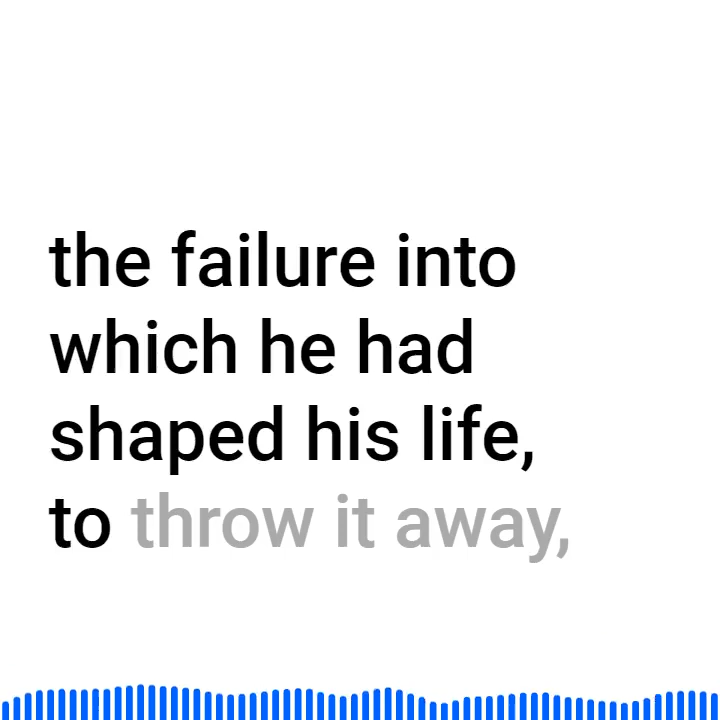 the failure into
which he had
shaped his life,
to throw it away,